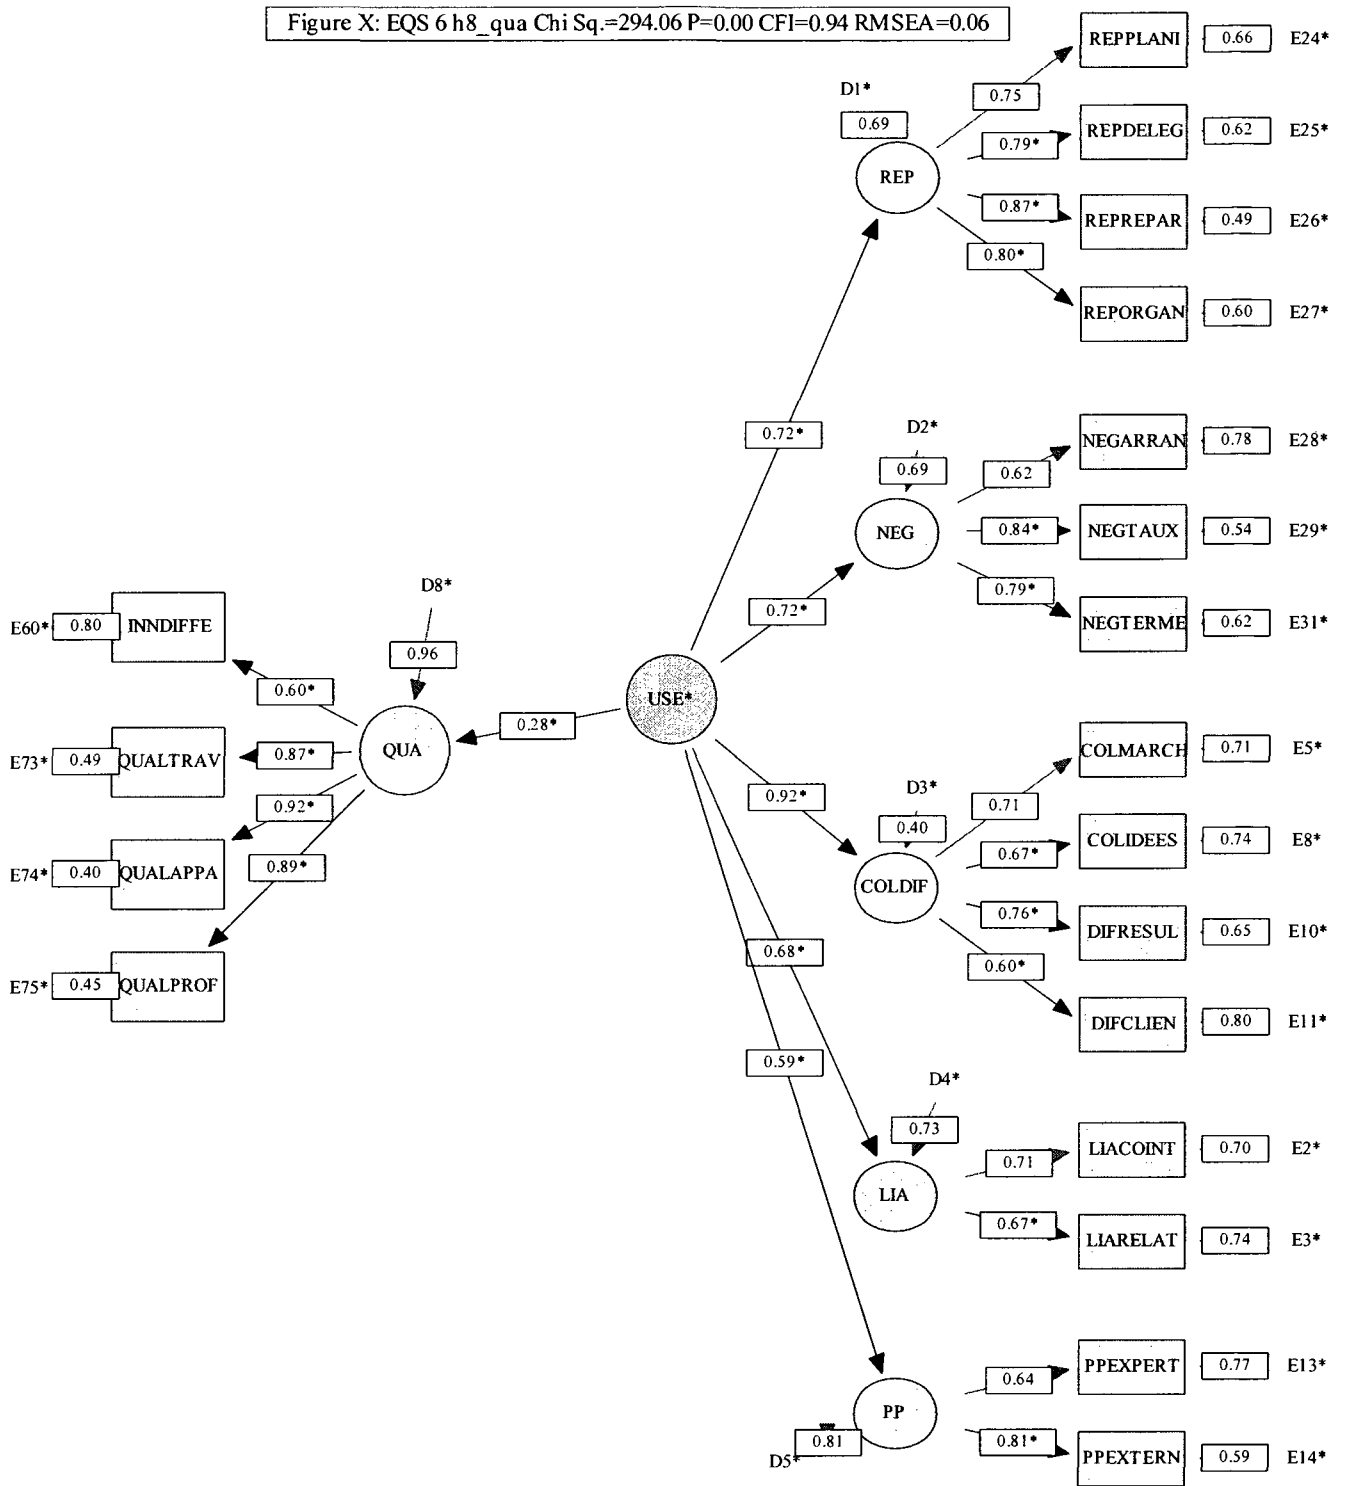 Figure X: EQS 6 h8_qua Chi Sq.=294.06 P=0.00 CFI=0.94 RMSEA=0.06
REPPLANI 0.66 E24*
0.75
D1*
0.69
REPDELEG 0.62 E25*
0.79*
REP
0.87*
REPREPAR 0.49 E26*
0.80*
REPORGAN 0.60 E27*
0.72*
D2*
NEGARRAN 0.78 E28*
0.69
0.62
NEG
0.84*
NEGTAUX 0.54 E29*
0.79*
0.72*
NEGTERME 0.62 E31*
D8*
E60* 0.80 INNDIFFE
0.96
0.60*
USE*
0.28*
QUA
E73* 0.49 QUALTRAV
0.87*
0.92*
E74* 0.40 QUALAPPA
0.89*
E75* 0.45 QUALPROF
COLMARCH 0.71 E5*
D3*
0.92*
0.71
0.40
COLIDEES 0.74 E8*
0.67*
COLDIF
0.76*
DIFRESUL 0.65 E10*
0.68*
0.60*
DIFCLIEN 0.80 E11*
0.59*
D4*
0.73
LIACOINT 0.70 E2*
0.71
LIA
0.67*
LIARELAT 0.74 E3*
PPEXPERT 0.77 E13*
0.64
PP
0.81
D5*
0.81*
PPEXTERN 0.59 E14*